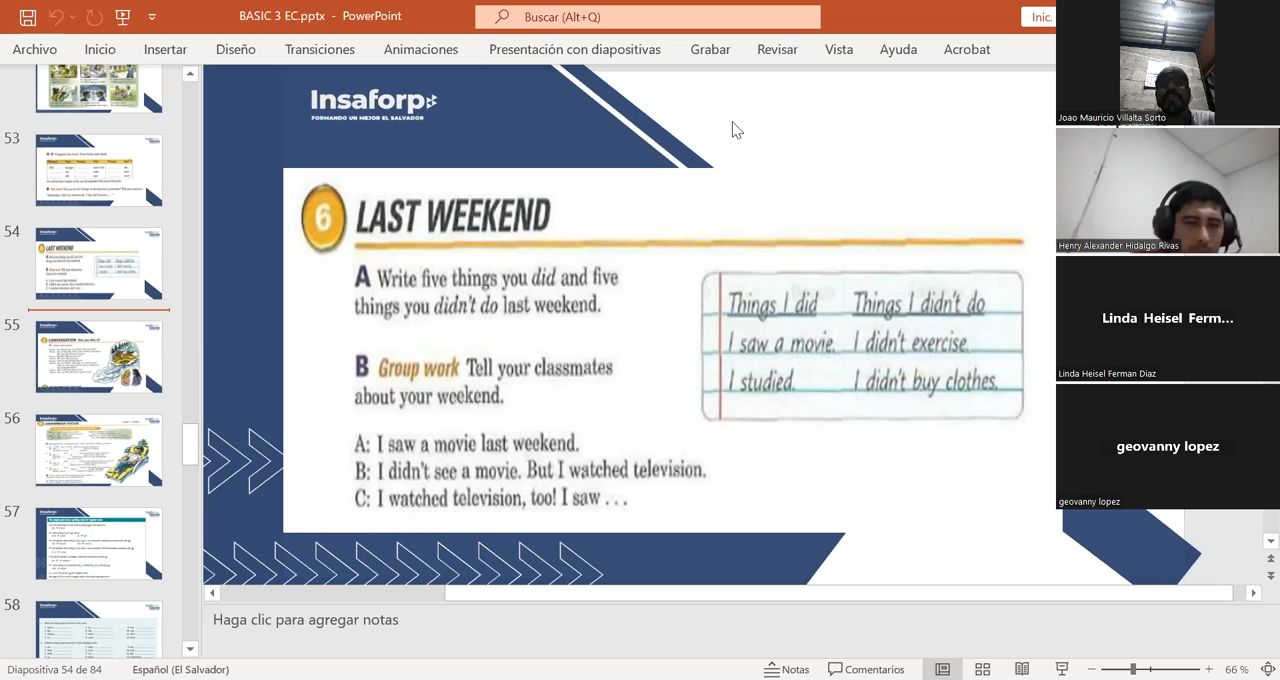 BASIC 3 EC.pptx - PowerPoint
Buscar (Alt+Q)
Inic.
Archivo Inicio Insertar Diseño Transiciones Animaciones Presentación con diapositivas Grabar Revisar Vista Ayuda Acrobat
53
54
LAST WEEKEND
55
56
57
58
Insaforp
FORMANDO UN MEJOR EL SALVADOR
6 LAST WEEKEND
A Write five things you did and five
things you didn't do last weekend.
B Group work Tell your classmates
about your weekend.
A: I saw a movie last weekend.
B: I didn't see a movie. But I watched television.
C: I watched television, too! I saw . . .
Things I did Things I didn't do
I saw a movie. I didn't exercise.
I studied. I didn't buy clothes.
Joao Mauricio Villalta Sorto
Henry Alexander Hidalgo Rivas
Linda Heisel Ferm...
Linda Heisel Ferman Diaz
geovanny lopez
geovanny lopez
Haga clic para agregar notas
Diapositiva 54 de 84 Español (El Salvador) Notas Comentarios 66 %